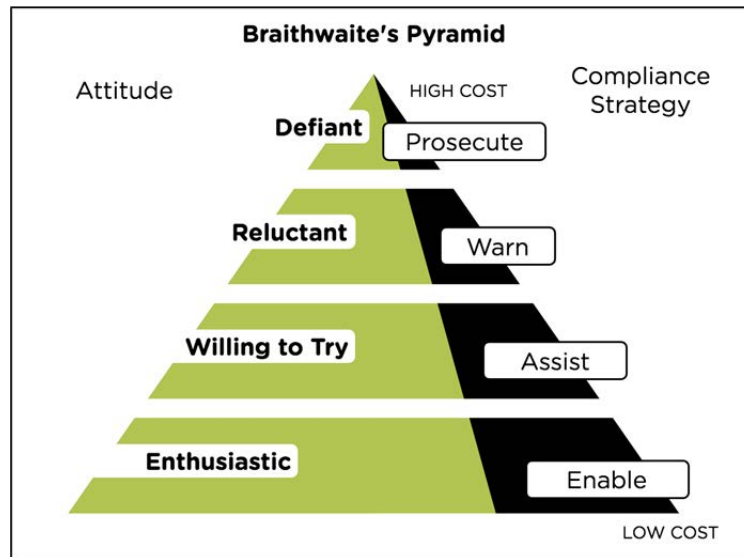 Braithwaite's Pyramid
Attitude
HIGH COST
Compliance
Strategy
Defiant
Prosecute
Reluctant
Warn
Willing to Try
Assist
Enthusiastic
Enable
LOW COST